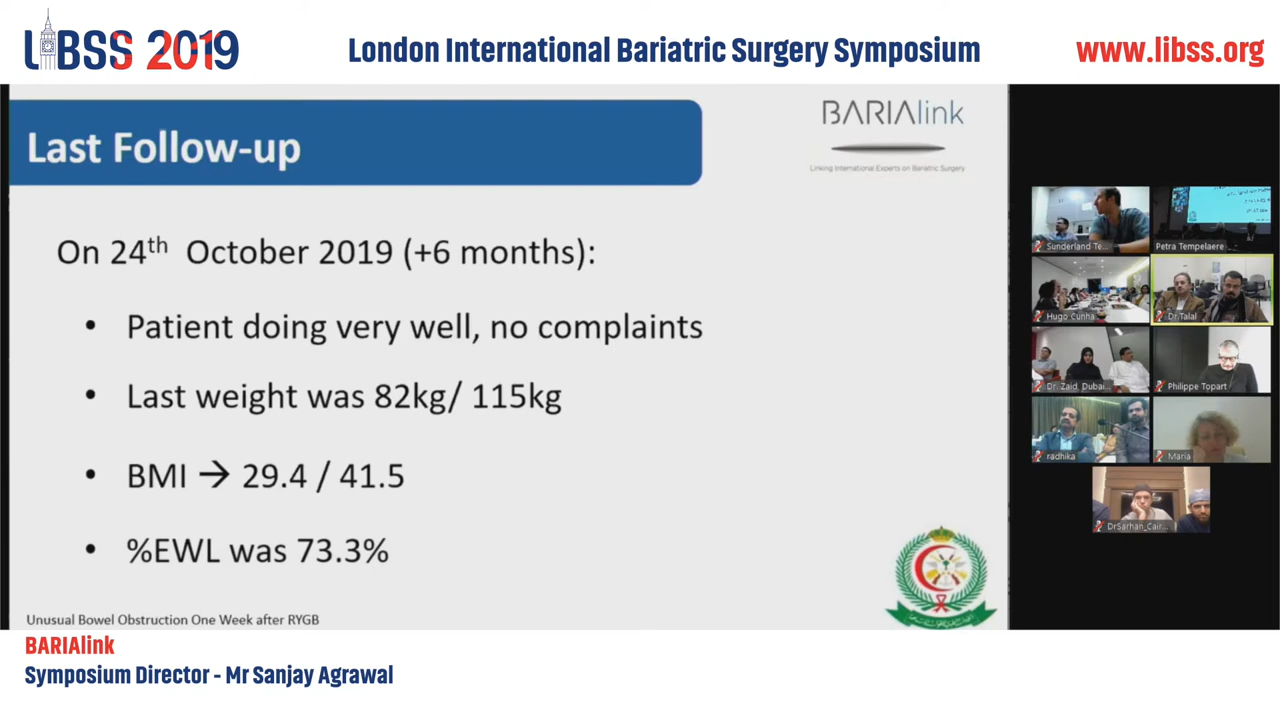 LIBSS 2019
London International Bariatric Surgery Symposium
www.libss.org
Last Follow-up
BARIAlink
Linking International Experts on Bariatric Surgery
On 24th October 2019 (+6 months):
• Patient doing very well, no complaints
• Last weight was 82kg/ 115kg
• BMI → 29.4 / 41.5
• %EWL was 73.3%
Unusual Bowel Obstruction One Week after RYGB
Sunderland Te...
Petra Tempelaere
Hugo Cunha
Dr.Talal
Dr. Zaid. Dubai...
Philippe Topart
radhika
Maria
DrSarhan_Cair...
BARIAlink
Symposium Director - Mr Sanjay Agrawal